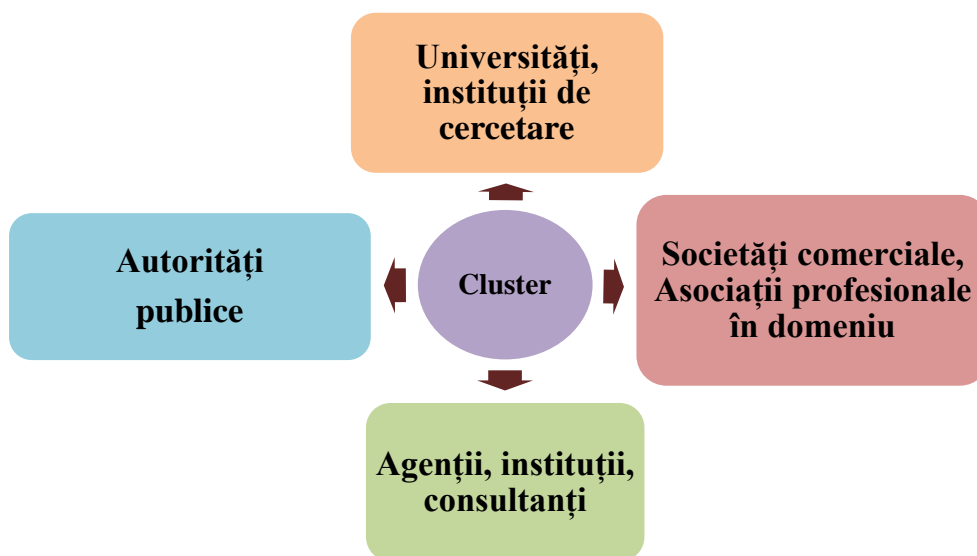 Universități,
instituții de
cercetare
Autorități
publice
Cluster
Societăți comerciale,
Asociații profesionale
în domeniu
Agenții, instituții,
consultanți